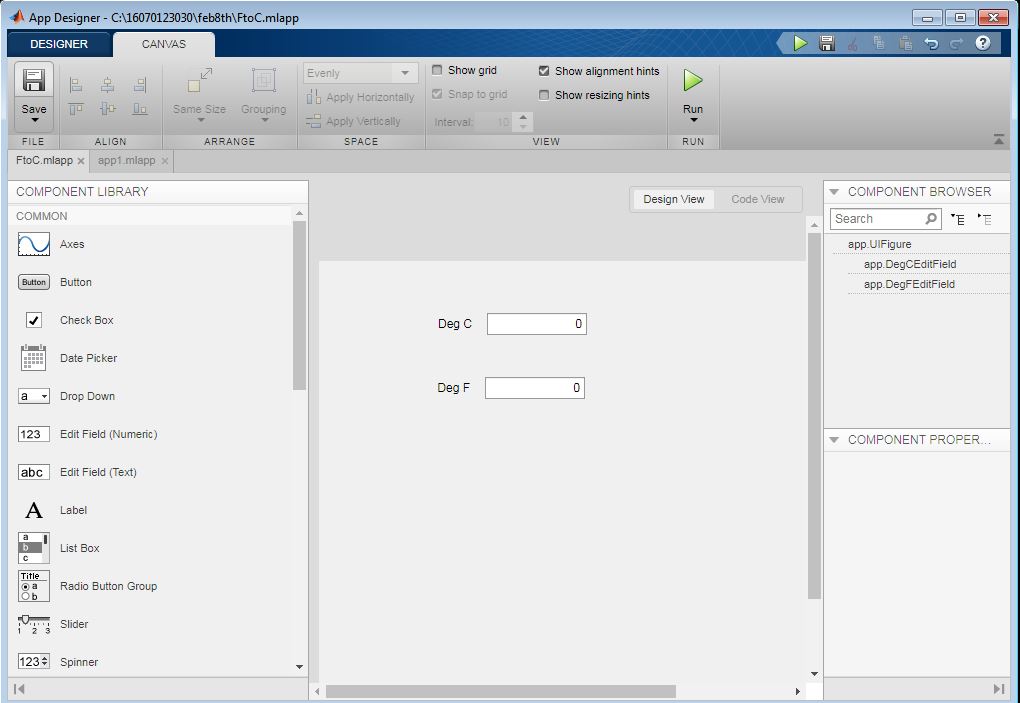 App Designer - C:\16070123030\feb8th\FtoC.mlapp
DESIGNER CANVAS
Save
FILE
ALIGN
Same Size Grouping
ARRANGE
Evenly
Apply Horizontally
Apply Vertically
SPACE
Show grid
Snap to grid
Interval: 10
Show alignment hints
Show resizing hints
VIEW
Run
RUN
FtoC.mlapp app1.mlapp
COMPONENT LIBRARY
COMMON
Axes
Button Button
Check Box
Date Picker
a Drop Down
123 Edit Field (Numeric)
abc Edit Field (Text)
A Label
a
b
c
List Box
Title
a
b
Radio Button Group
1 2 3
Slider
123 Spinner
Design View Code View
Deg C 0
Deg F 0
COMPONENT BROWSER
Search
app.UIFigure
app.DegCEditField
app.DegFEditField
COMPONENT PROPER...